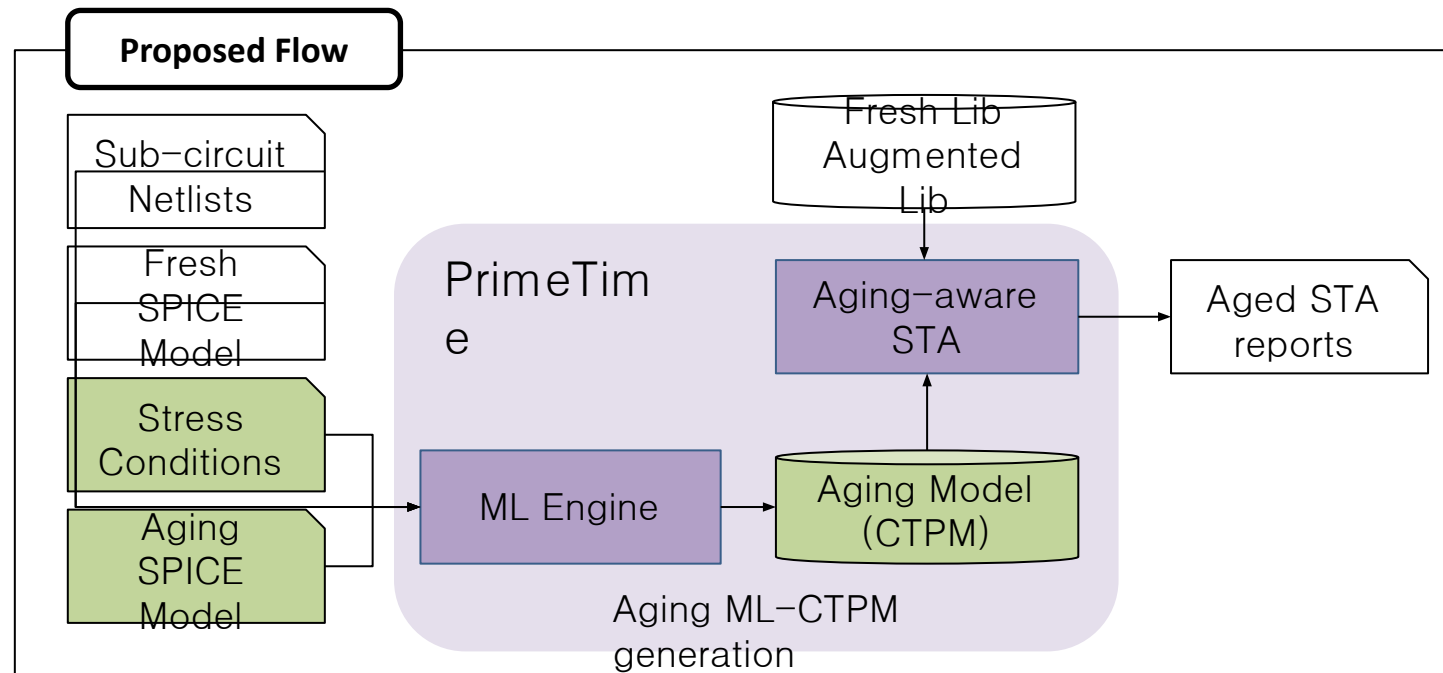 Proposed Flow
Sub-circuit
Netlists
Fresh
SPICE
Model
Stress
Conditions
Aging
SPICE
Model
PrimeTim
e
ML Engine
Fresh Lib
Augmented
Lib
Aging-aware
STA
Aging Model
(CTPM)
Aging ML-CTPM
generation
Aged STA
reports